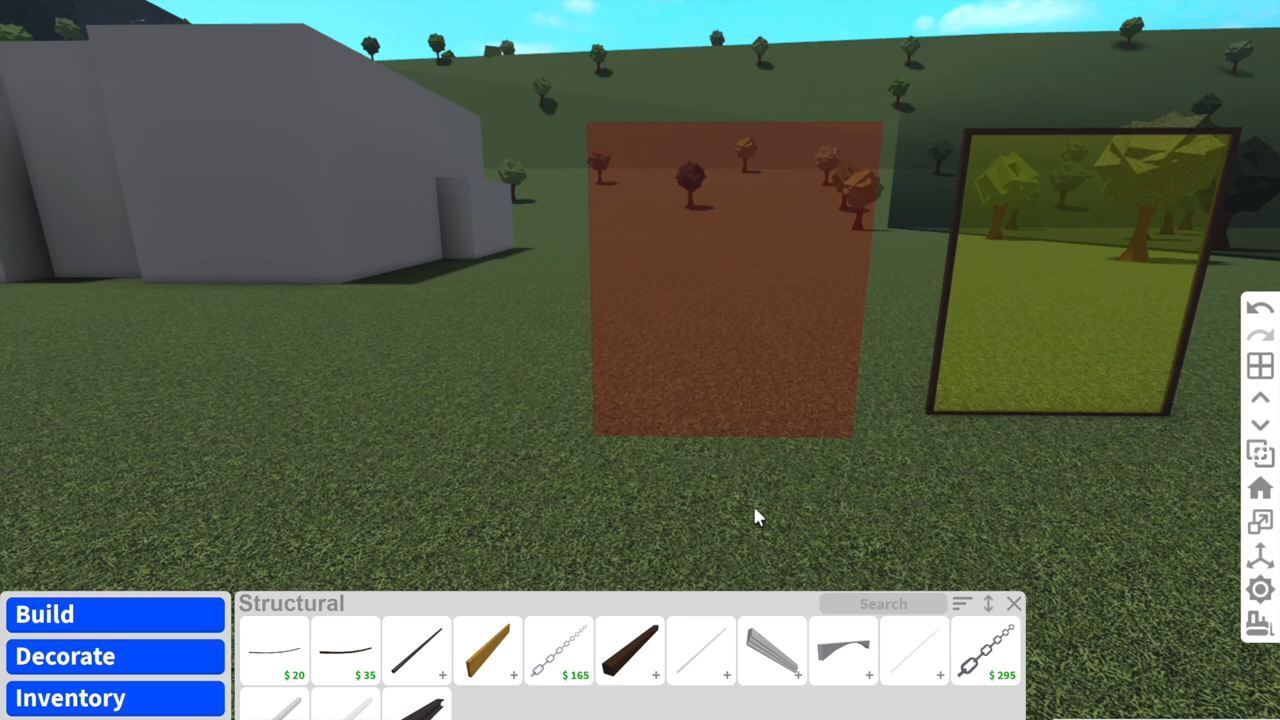 Structural
Search
$ 20
$ 35
+
+
$ 165
+
+
+
+
+
$ 295
Build
Decorate
Inventory